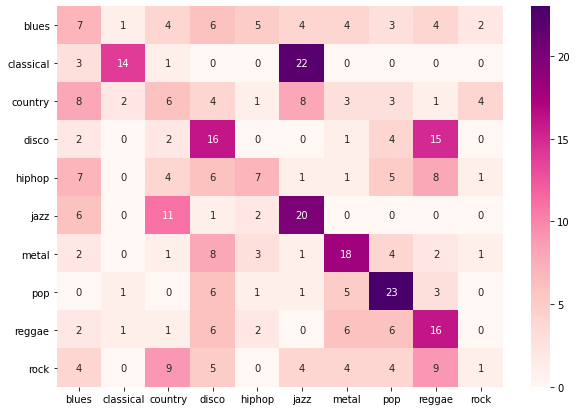 blues 7 1 4 6 5 4 4 3 4 2
classical 3 14 1 0 0 22 0 0 0 0
country 8 2 6 4 1 8 3 3 1 4
disco 2 0 2 16 0 0 1 4 15 0
hiphop 7 0 4 6 7 1 1 5 8 1
jazz 6 0 11 1 2 20 0 0 0 0
metal 2 0 1 8 3 1 18 4 2 1
pop 0 1 0 6 1 1 5 23 3 0
reggae 2 1 1 6 2 0 6 6 16 0
rock 4 0 9 5 0 4 4 4 9 1
blues classical country disco hiphop jazz metal pop reggae rock
20
15
10
5
0